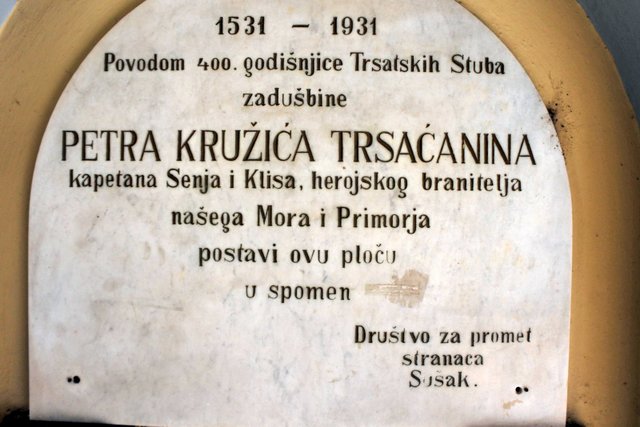 1531 – 1931
Povodom 400. godišnjice Trsatskih Stuba
zadušbine
PETRA KRUŽIĆA TRSAĆANINA
kapetana Senja i Klisa, herojskog branitelja
našega Mora i Primorja
postavi ovu ploču
u spomen
Društvo za promet
stranaca
Sušak.